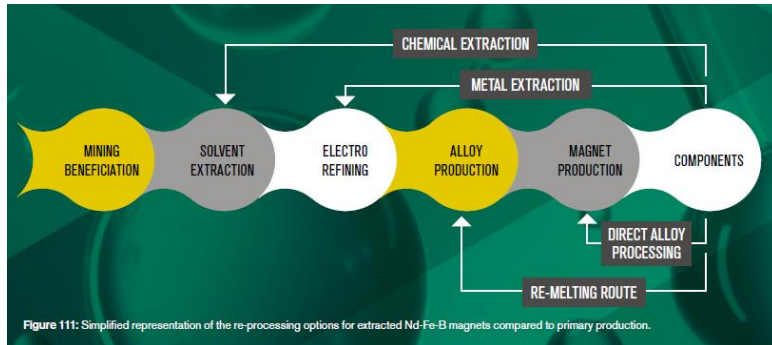 CHEMICAL EXTRACTION
METAL EXTRACTION
MINING
BENEFICIATION
SOLVENT
EXTRACTION
ELECTRO
REFINING
ALLOY
PRODUCTION
MAGNET
PRODUCTION
COMPONENTS
DIRECT ALLOY
PROCESSING
RE-MELTING ROUTE
Figure 111: Simplified representation of the re-processing options for extracted Nd-Fe-B magnets compared to primary production.